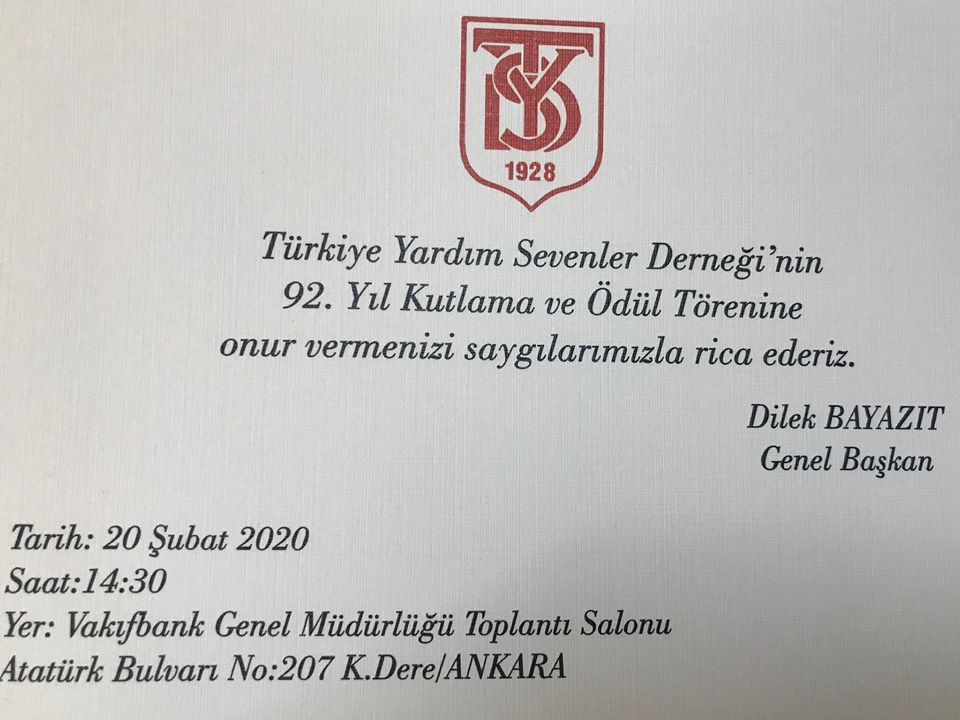 TYSD
1928
Türkiye Yardım Sevenler Derneği'nin
92. Yıl Kutlama ve Ödül Törenine
onur vermenizi saygılarımızla rica ederiz.
Dilek BAYAZIT
Genel Başkan
Tarih: 20 Şubat 2020
Saat:14:30
Yer: Vakıfbank Genel Müdürlüğü Toplantı Salonu
Atatürk Bulvarı No:207 K.Dere/ANKARA